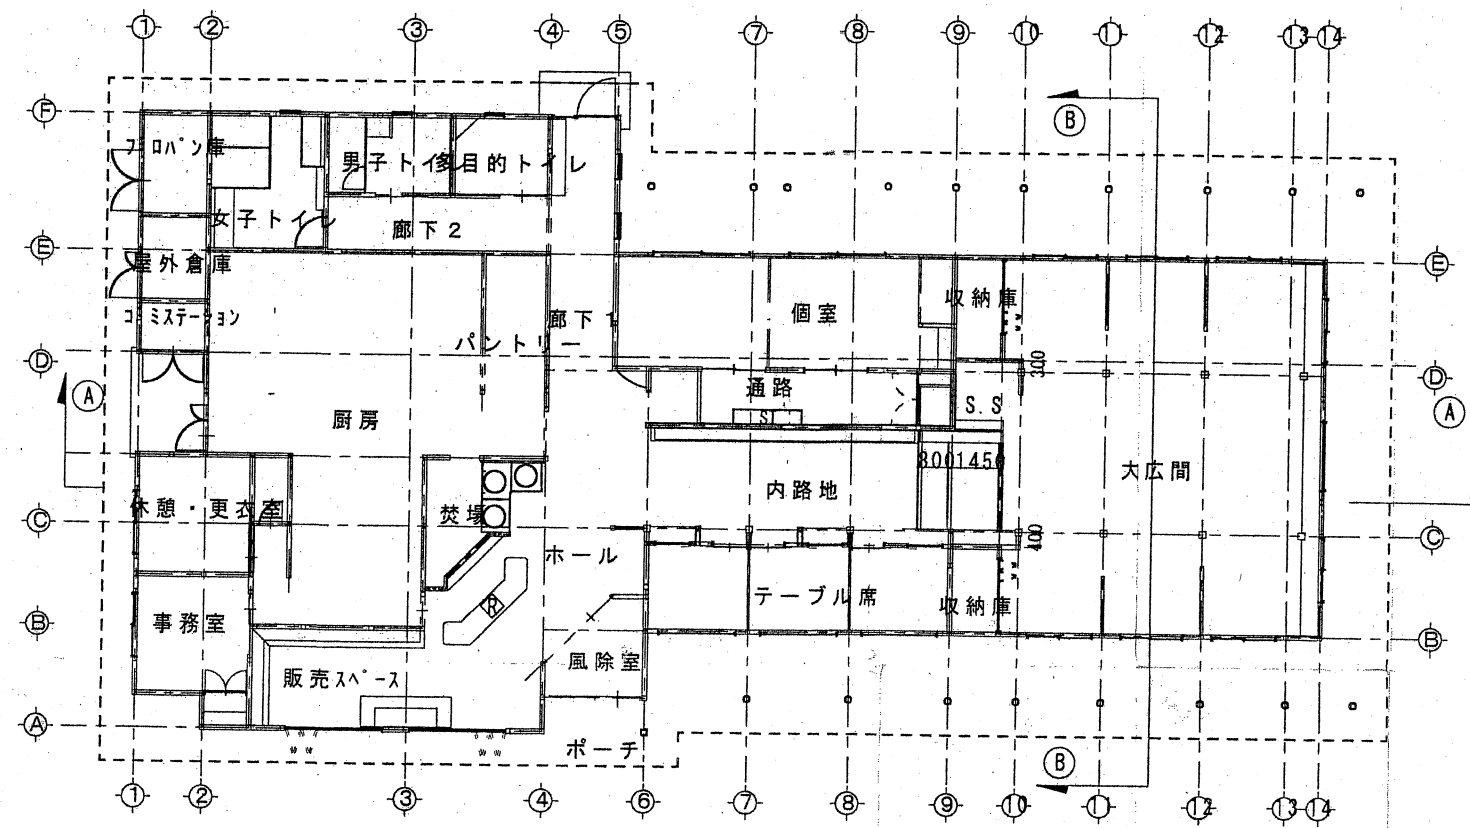 1 2 3 4 5 7 8 9 10 11 12 13 14
F
B
プロパン庫
男子トイレ
多目的トイレ
女子トイレ
廊下2
E
屋外倉庫
E
収納庫
個室
ゴミステーション
廊下1
パントリー
D
300
D
通路
A
S.S
A
S
厨房
8001450
大広間
内路地
休憩・更衣室
焚場
C
400
C
ホール
テーブル席
収納庫
R
B
事務室
B
風除室
販売スペース
A
ポーチ
B
1 2 3 4 6 7 8 9 10 11 12 13 14